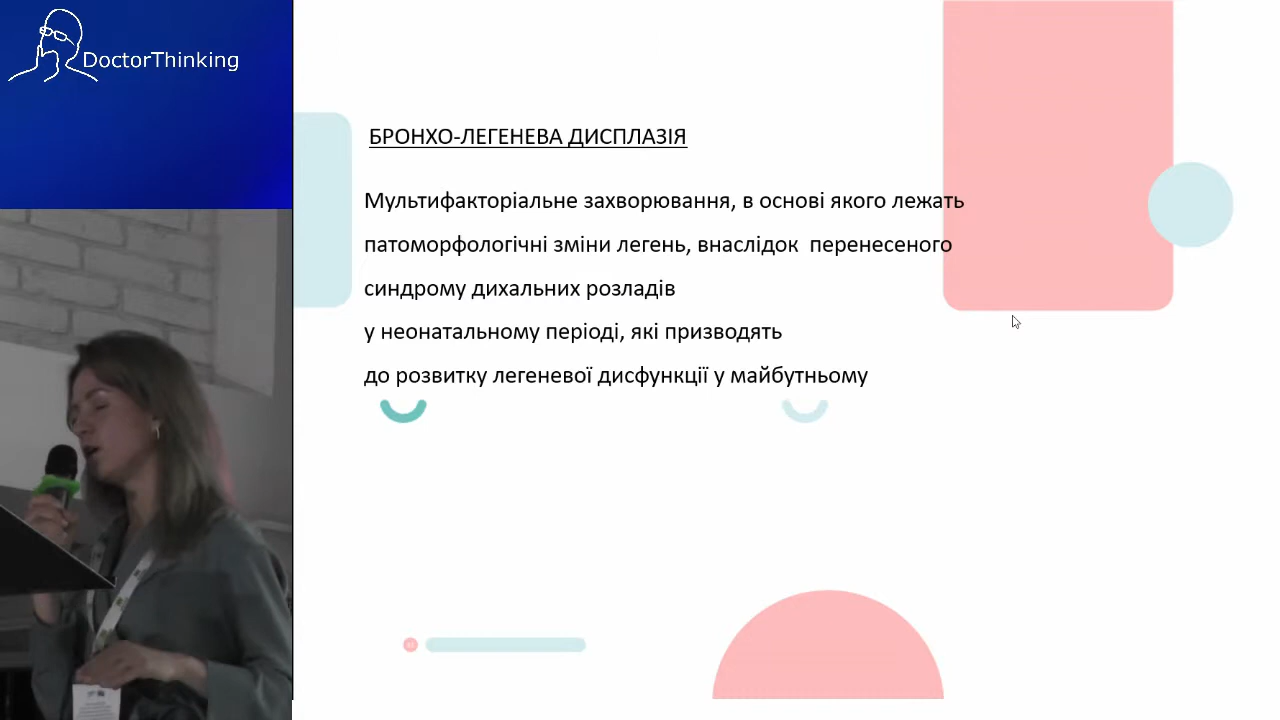 DoctorThinking
БРОНХО-ЛЕГЕНЕВА ДИСПЛАЗІЯ
Мультифакторіальне захворювання, в основі якого лежать
патоморфологічні зміни легень, внаслідок перенесеного
синдрому дихальних розладів
у неонатальному періоді, які призводять
до розвитку легеневої дисфункції у майбутньому